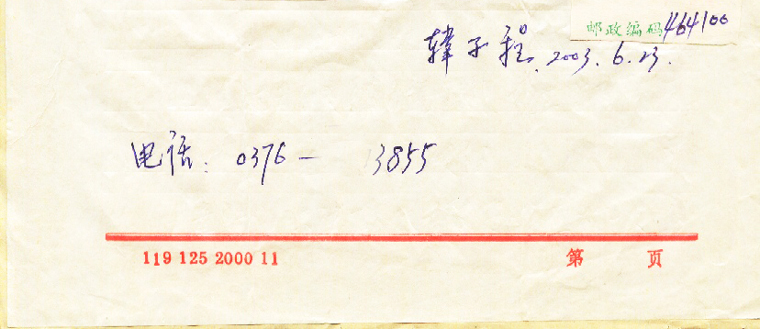 邮政编码464100
韩子程.2003.6.23.
电话：0376— 3855
119 125 2000 11 第 页